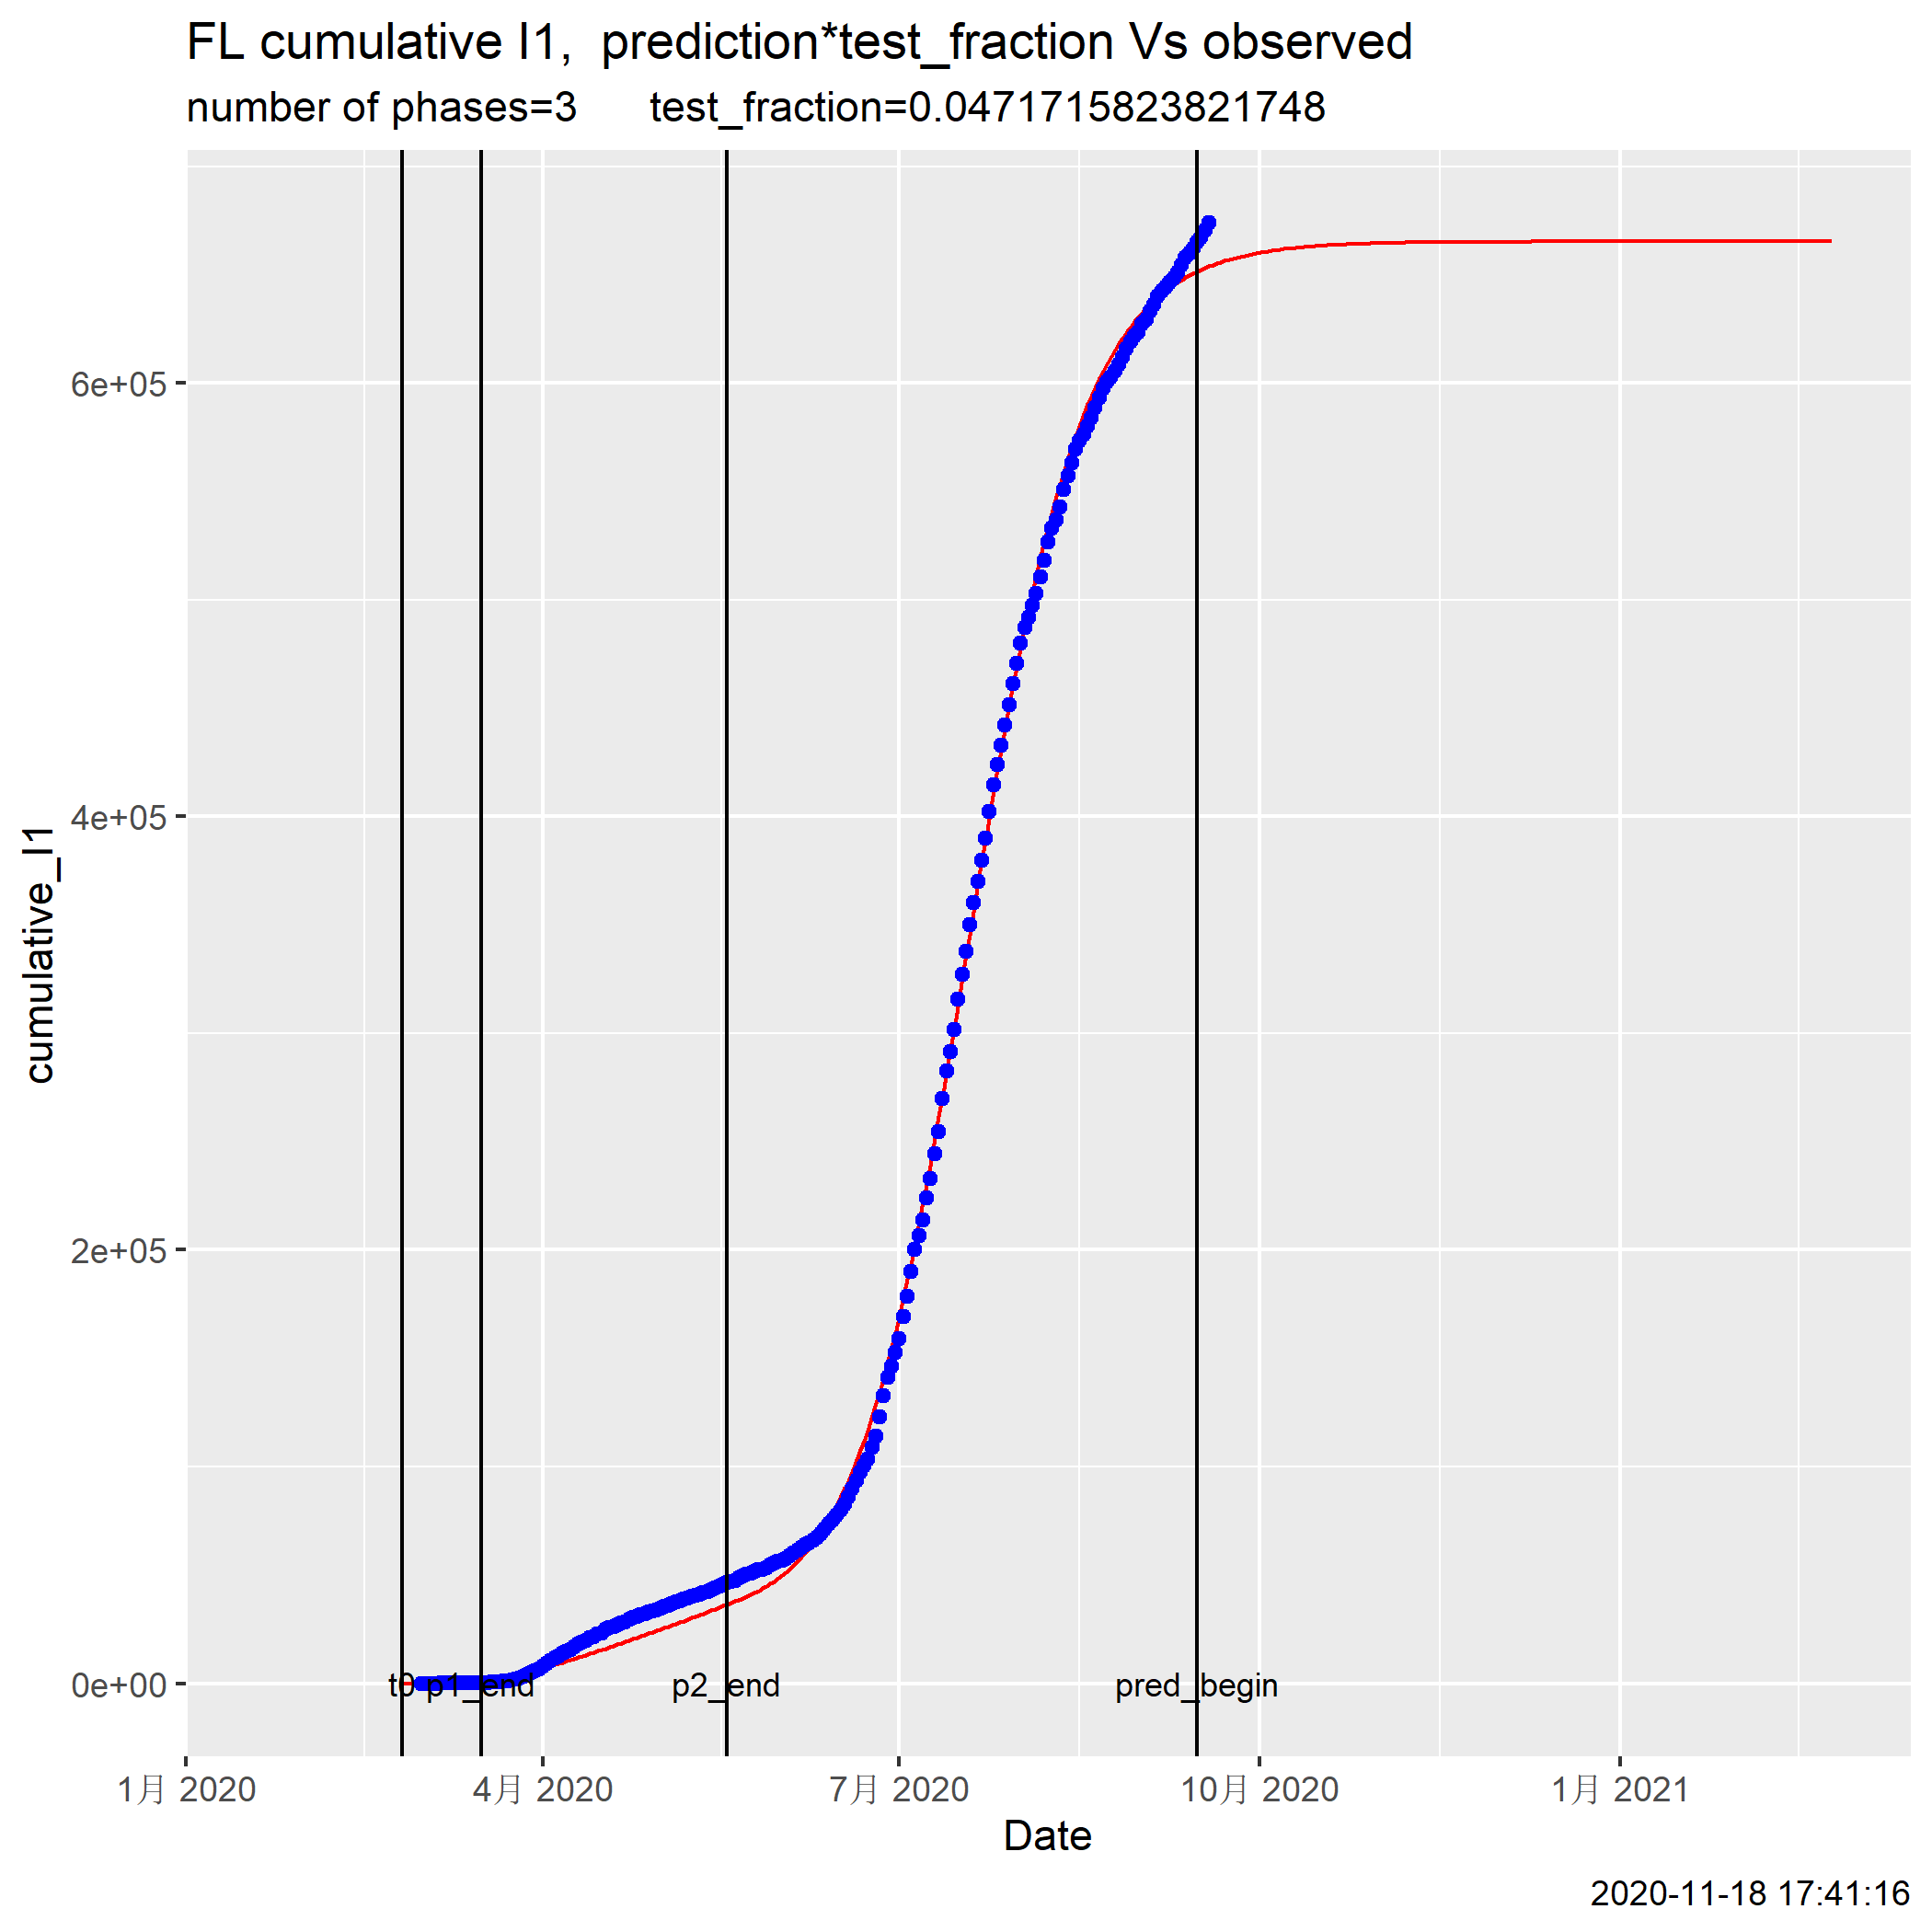 FL cumulative I1,  prediction*test_fraction Vs observed
number of phases=3      test_fraction=0.0471715823821748
cumulative_I1
6e+05
4e+05
2e+05
0e+00
t0 p1_end p2_end pred_begin
1月 2020 4月 2020 7月 2020 10月 2020 1月 2021
Date
2020-11-18 17:41:16